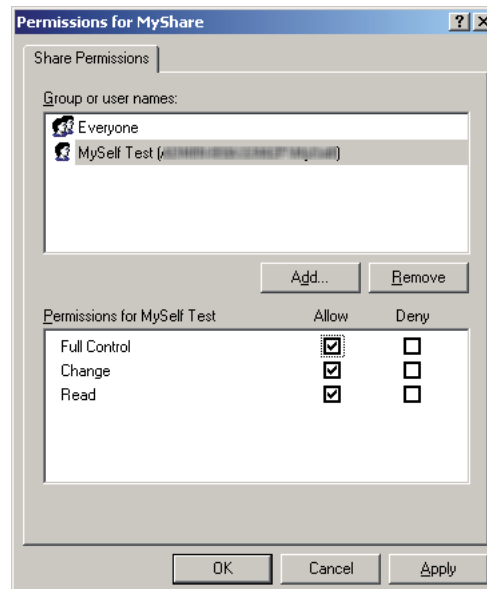 Permissions for MyShare
Share Permissions
Group or user names:
Everyone
MySelf Test (
Add... Remove
Permissions for MySelf Test Allow Deny
Full Control
Change
Read
OK Cancel Apply